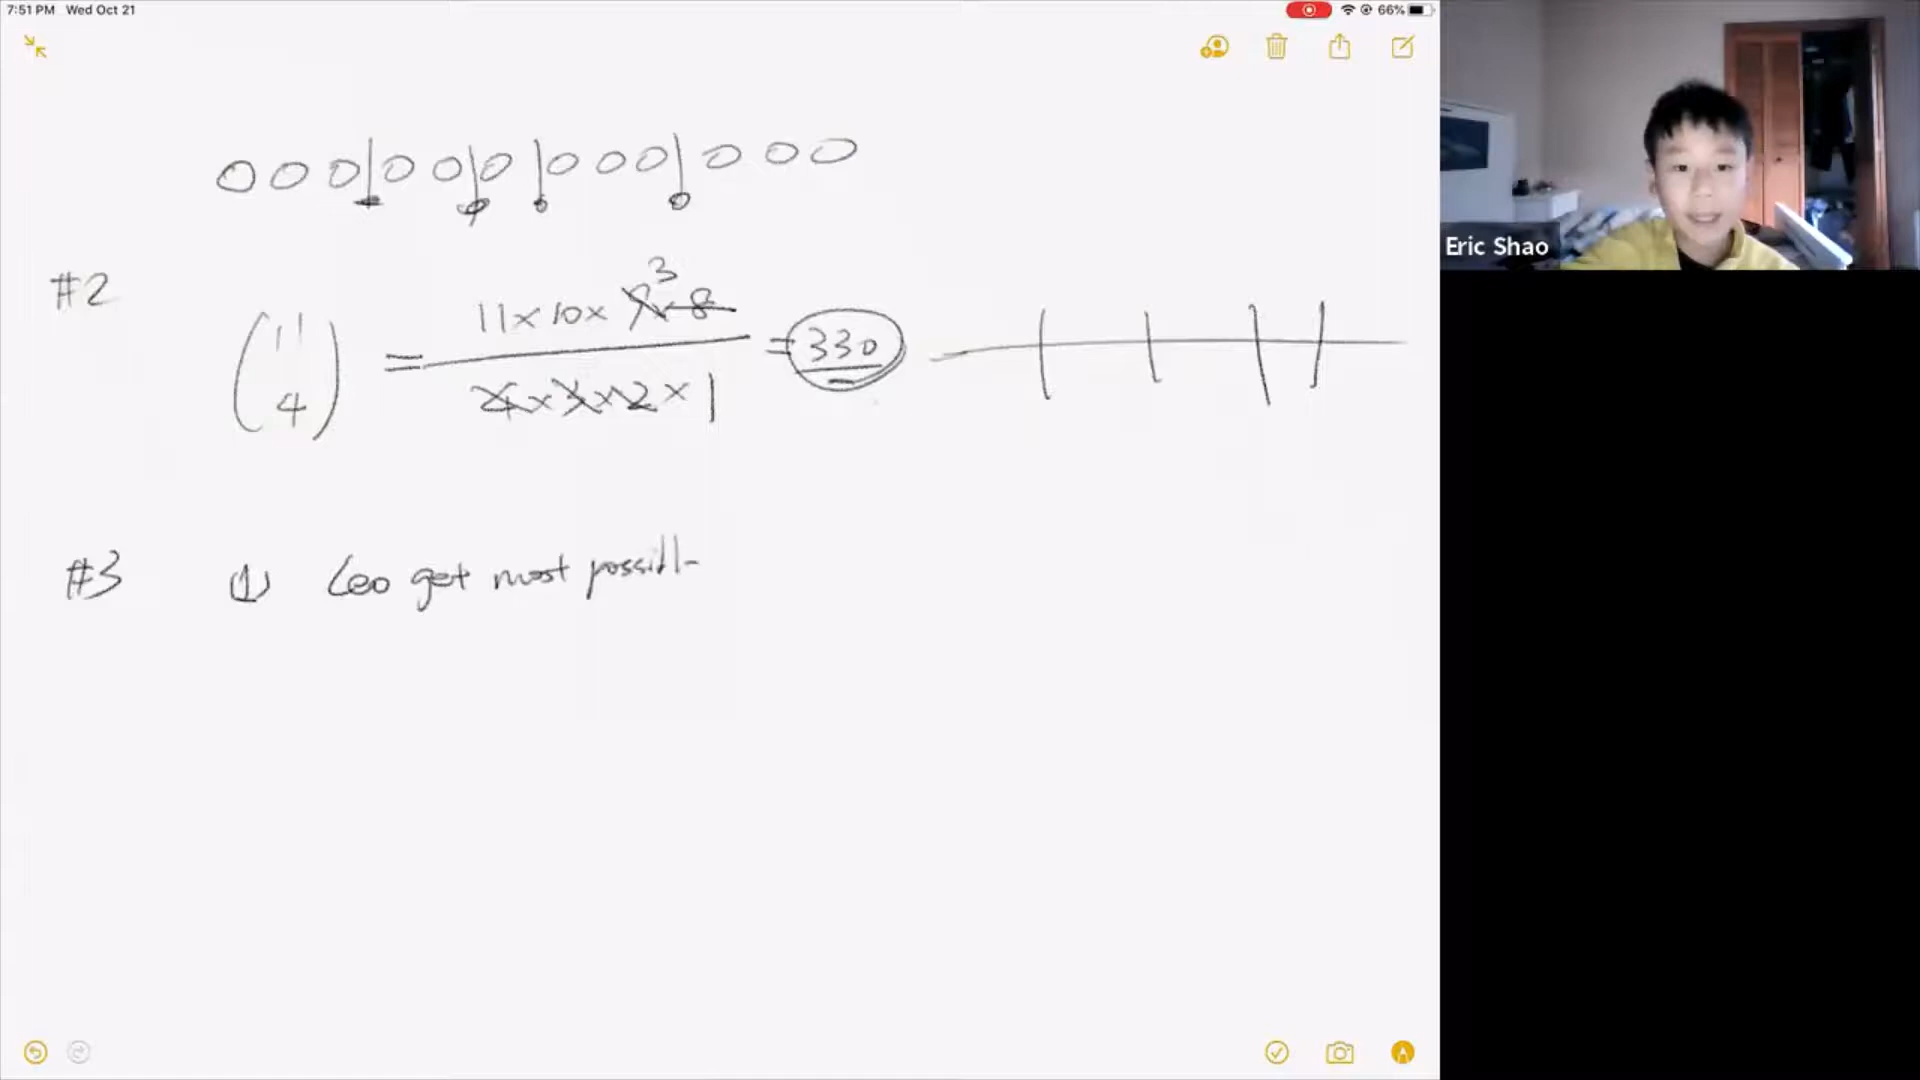 7:51 PM Wed Oct 21
66%
Eric Shao
#2
(11 4) = 11 x 10 x 9 x 8 / 4 x 3 x 2 x 1 = 330
3
#3 (1) Leo get most possibl-